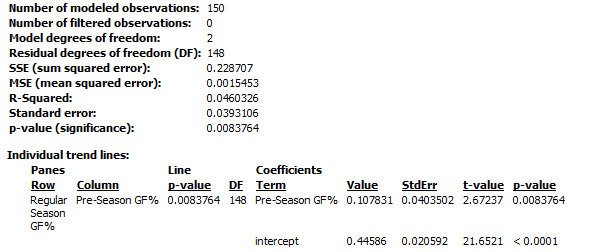 Number of modeled observations: 150
Number of filtered observations: 0
Model degrees of freedom: 2
Residual degrees of freedom (DF): 148
SSE (sum squared error): 0.228707
MSE (mean squared error): 0.0015453
R-Squared: 0.0460326
Standard error: 0.0393106
p-value (significance): 0.0083764
Individual trend lines:
Panes Line Coefficients
Row Column p-value DF Term Value StdErr t-value p-value
Regular Pre-Season GF% 0.0083764 148 Pre-Season GF% 0.107831 0.0403502 2.67237 0.0083764
Season
GF%
intercept 0.44586 0.020592 21.6521 < 0.0001